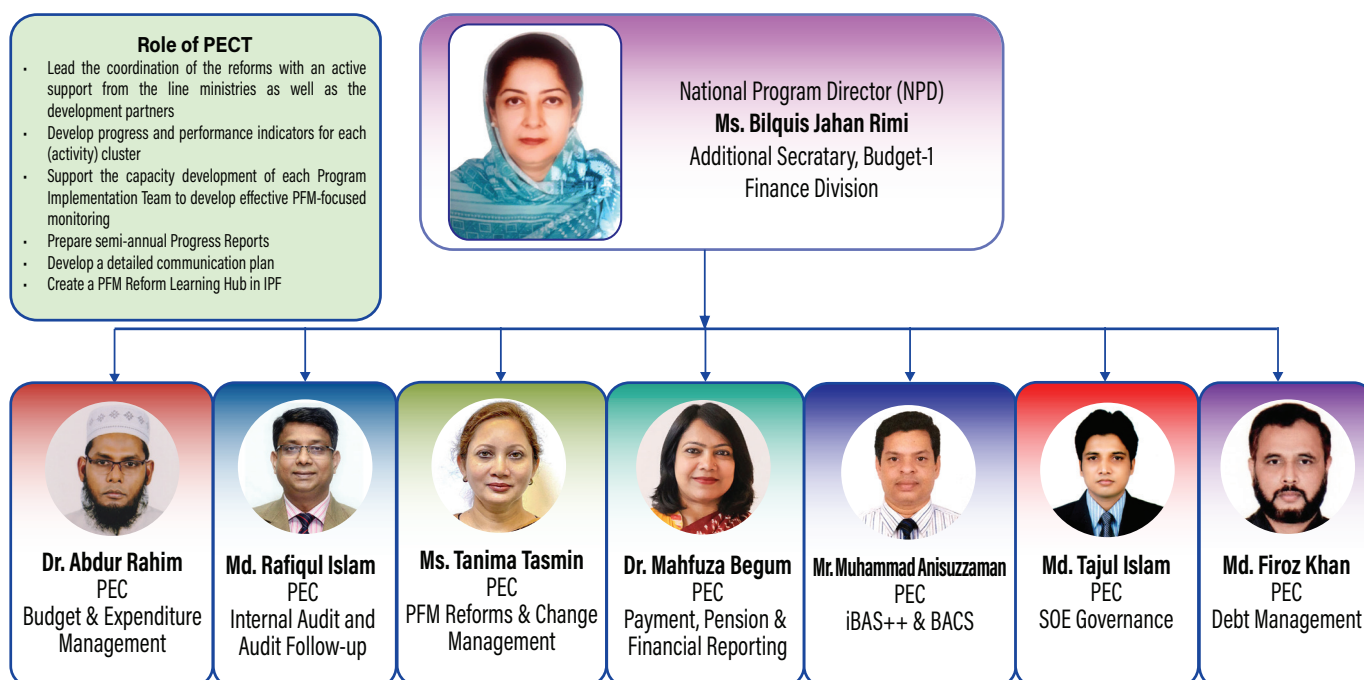 Role of PECT
• Lead the coordination of the reforms with an active
support from the line ministries as well as the
development partners
• Develop progress and performance indicators for each
(activity) cluster
• Support the capacity development of each Program
Implementation Team to develop effective PFM-focused
monitoring
• Prepare semi-annual Progress Reports
• Develop a detailed communication plan
• Create a PFM Reform Learning Hub in IPF
National Program Director (NPD)
Ms. Bilquis Jahan Rimi
Additional Secratary, Budget-1
Finance Division
Dr. Abdur Rahim
PEC
Budget & Expenditure
Management
Md. Rafiqul Islam
PEC
Internal Audit and
Audit Follow-up
Ms. Tanima Tasmin
PEC
PFM Reforms & Change
Management
Dr. Mahfuza Begum
PEC
Payment, Pension &
Financial Reporting
Mr. Muhammad Anisuzzaman
PEC
iBAS++ & BACS
Md. Tajul Islam
PEC
SOE Governance
Md. Firoz Khan
PEC
Debt Management